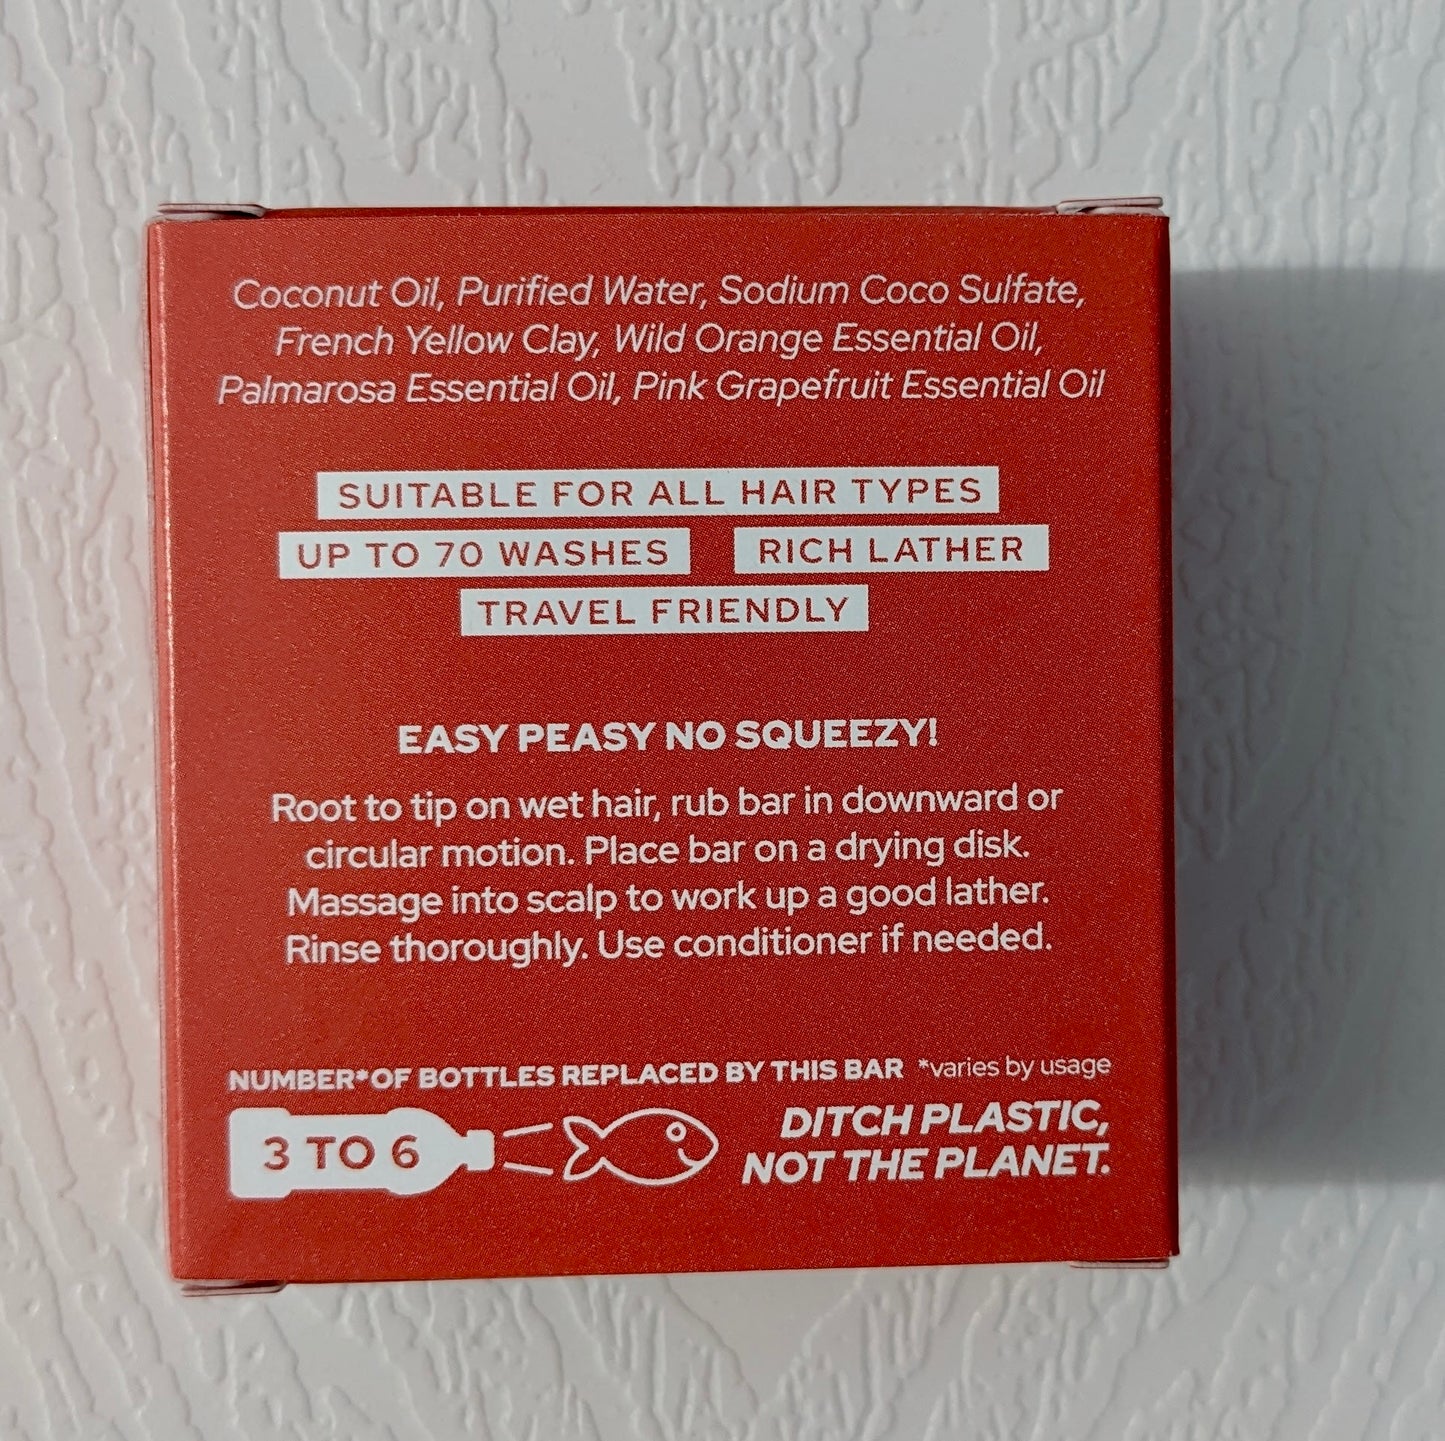 Coconut Oil, Purified Water, Sodium Coco Sulfate,
French Yellow Clay, Wild Orange Essential Oil,
Palmarosa Essential Oil, Pink Grapefruit Essential Oil
SUITABLE FOR ALL HAIR TYPES
UP TO 70 WASHES RICH LATHER
TRAVEL FRIENDLY
EASY PEASY NO SQUEEZY!
Root to tip on wet hair, rub bar in downward or
circular motion. Place bar on a drying disk.
Massage into scalp to work up a good lather.
Rinse thoroughly. Use conditioner if needed.
NUMBER*OF BOTTLES REPLACED BY THIS BAR *varies by usage
3 TO 6
DITCH PLASTIC,
NOT THE PLANET.